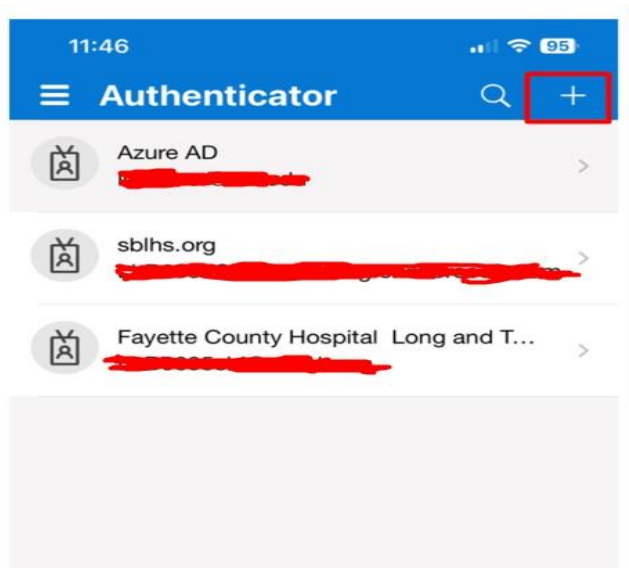 11:46
95
Authenticator
Azure AD
sblhs.org
Fayette County Hospital Long and T...